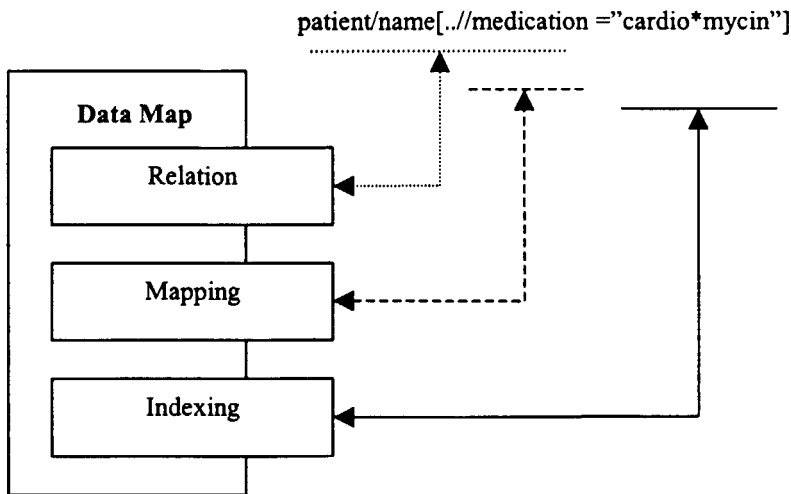 patient/name[..//medication =”cardio*mycin”]
Data Map
Relation
Mapping
Indexing